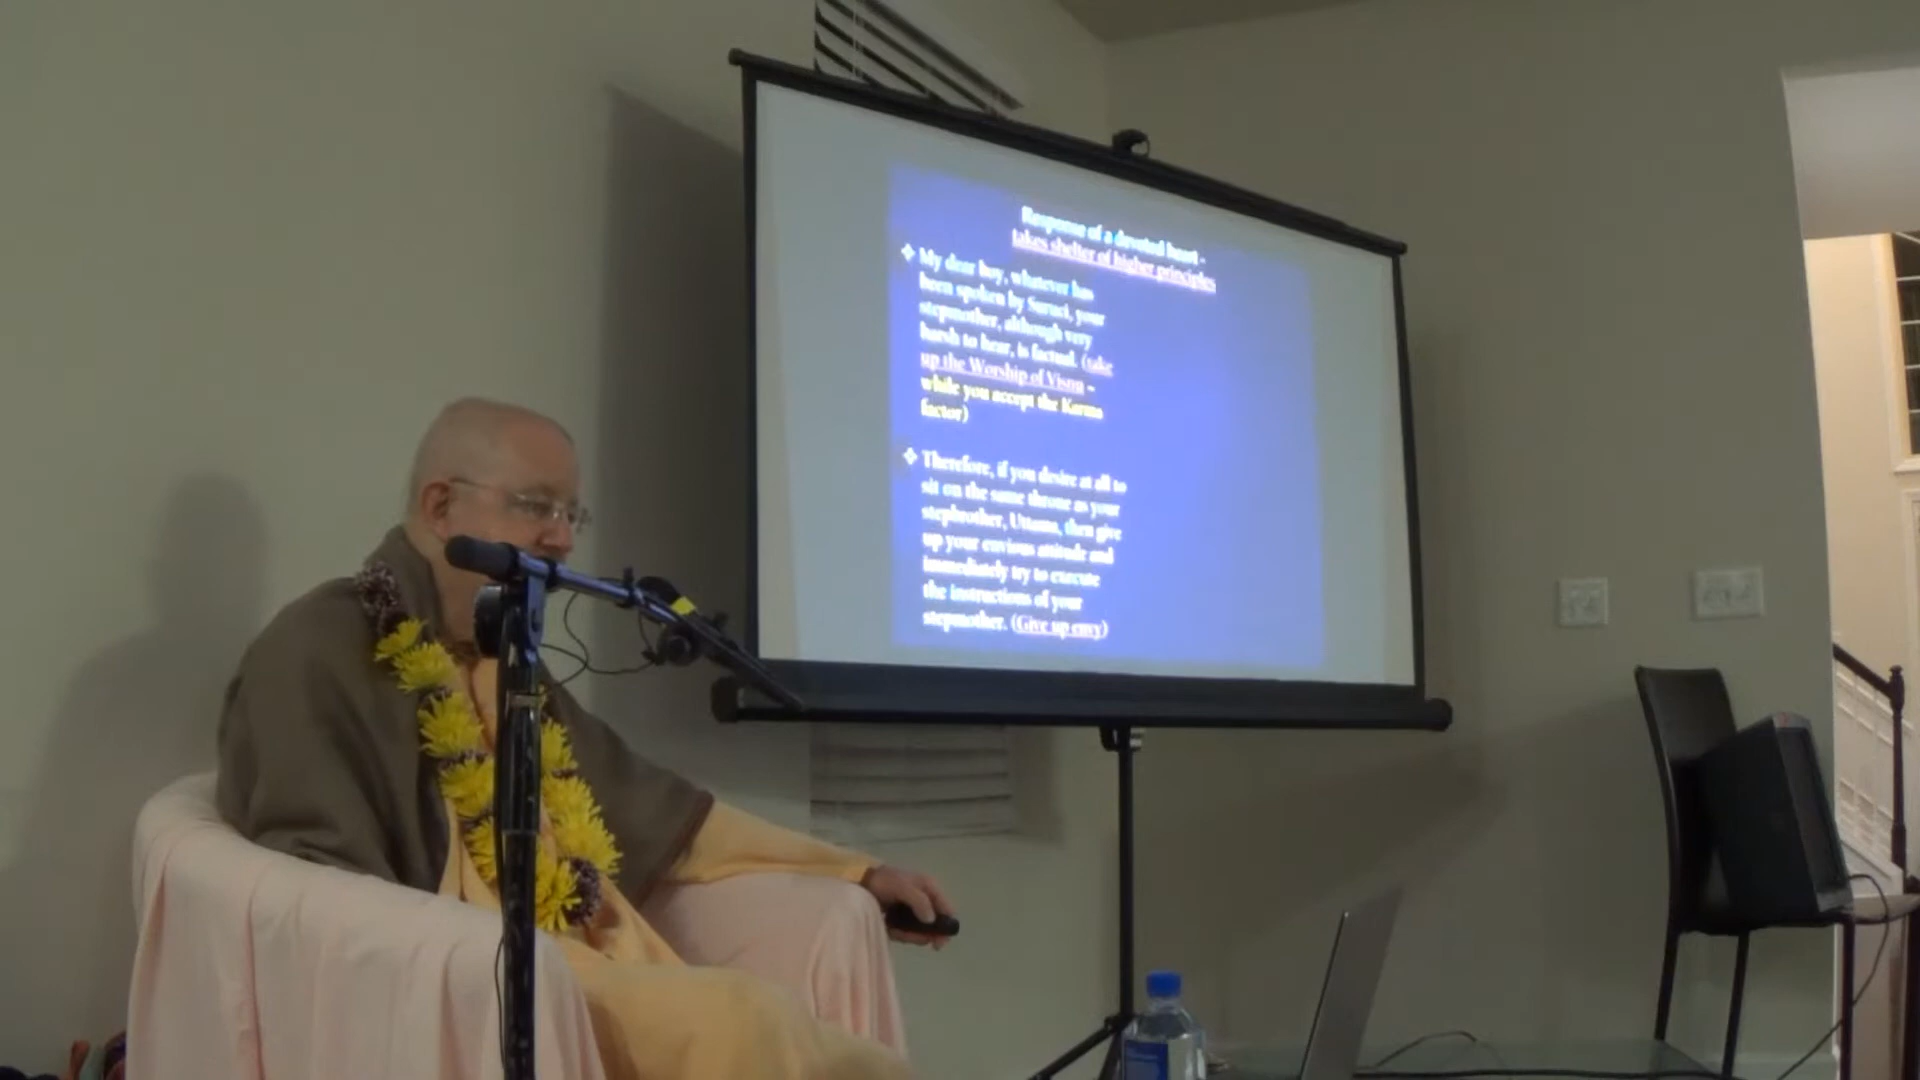 Response of a devoted heart -
takes shelter of higher principles
❖ My dear boy, whatever has
been spoken by Suruci, your
stepmother, although very
harsh to hear, is factual. (take
up the Worship of Visnu –
while you accept the Karma
factor)
❖ Therefore, if you desire at all to
sit on the same throne as your
stepbrother, Uttama, then give
up your envious attitude and
immediately try to execute
the instructions of your
stepmother. (Give up envy)